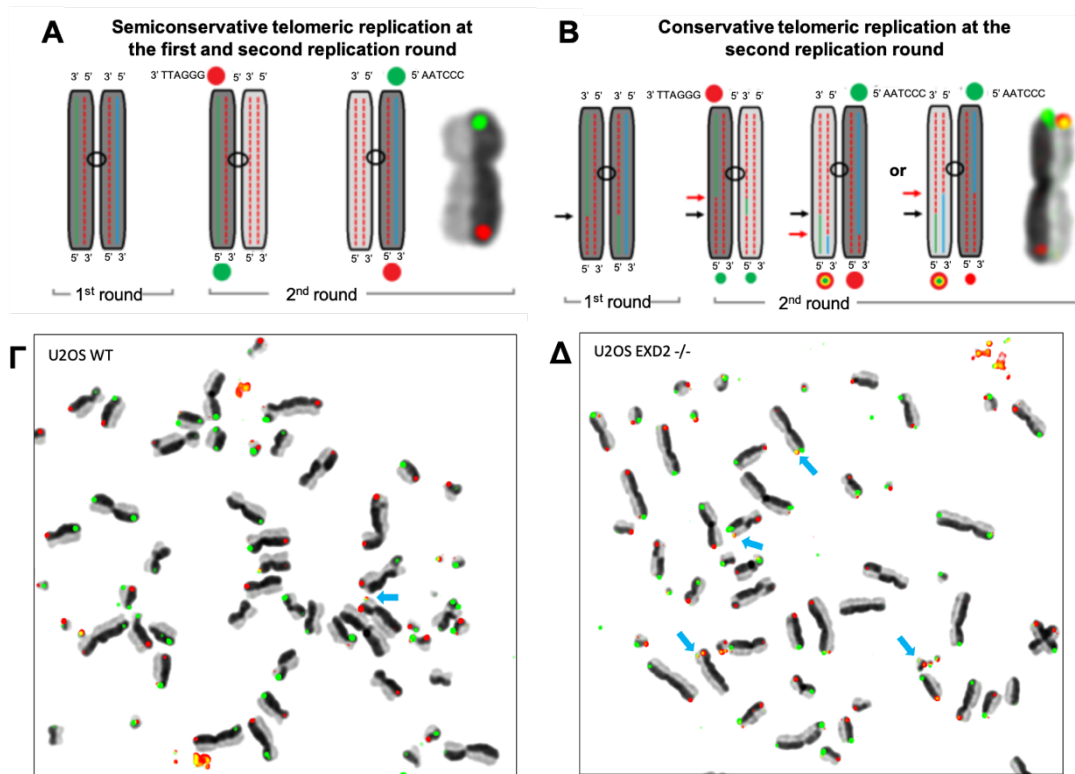 A
Semiconservative telomeric replication at
the first and second replication round
3' 5' 3' 5'
3' TTAGGG 5' 3' 5'
3' 5' 3' 5' AATCCC
5' 3' 5' 3'
5' 3' 5' 3'
5' 3' 5' 3'
1st round
2nd round
B
Conservative telomeric replication at the
second replication round
3' 5' 3' 5'
3' TTAGGG 5' 3' 5'
3' 5' 3' 5' AATCCC
3' 5' 3' 5' AATCCC
or
5' 3' 5' 3'
5' 3' 5' 3'
5' 3' 5' 3'
5' 3' 5' 3'
1st round
2nd round
Γ
U2OS WT
Δ
U2OS EXD2 -/-